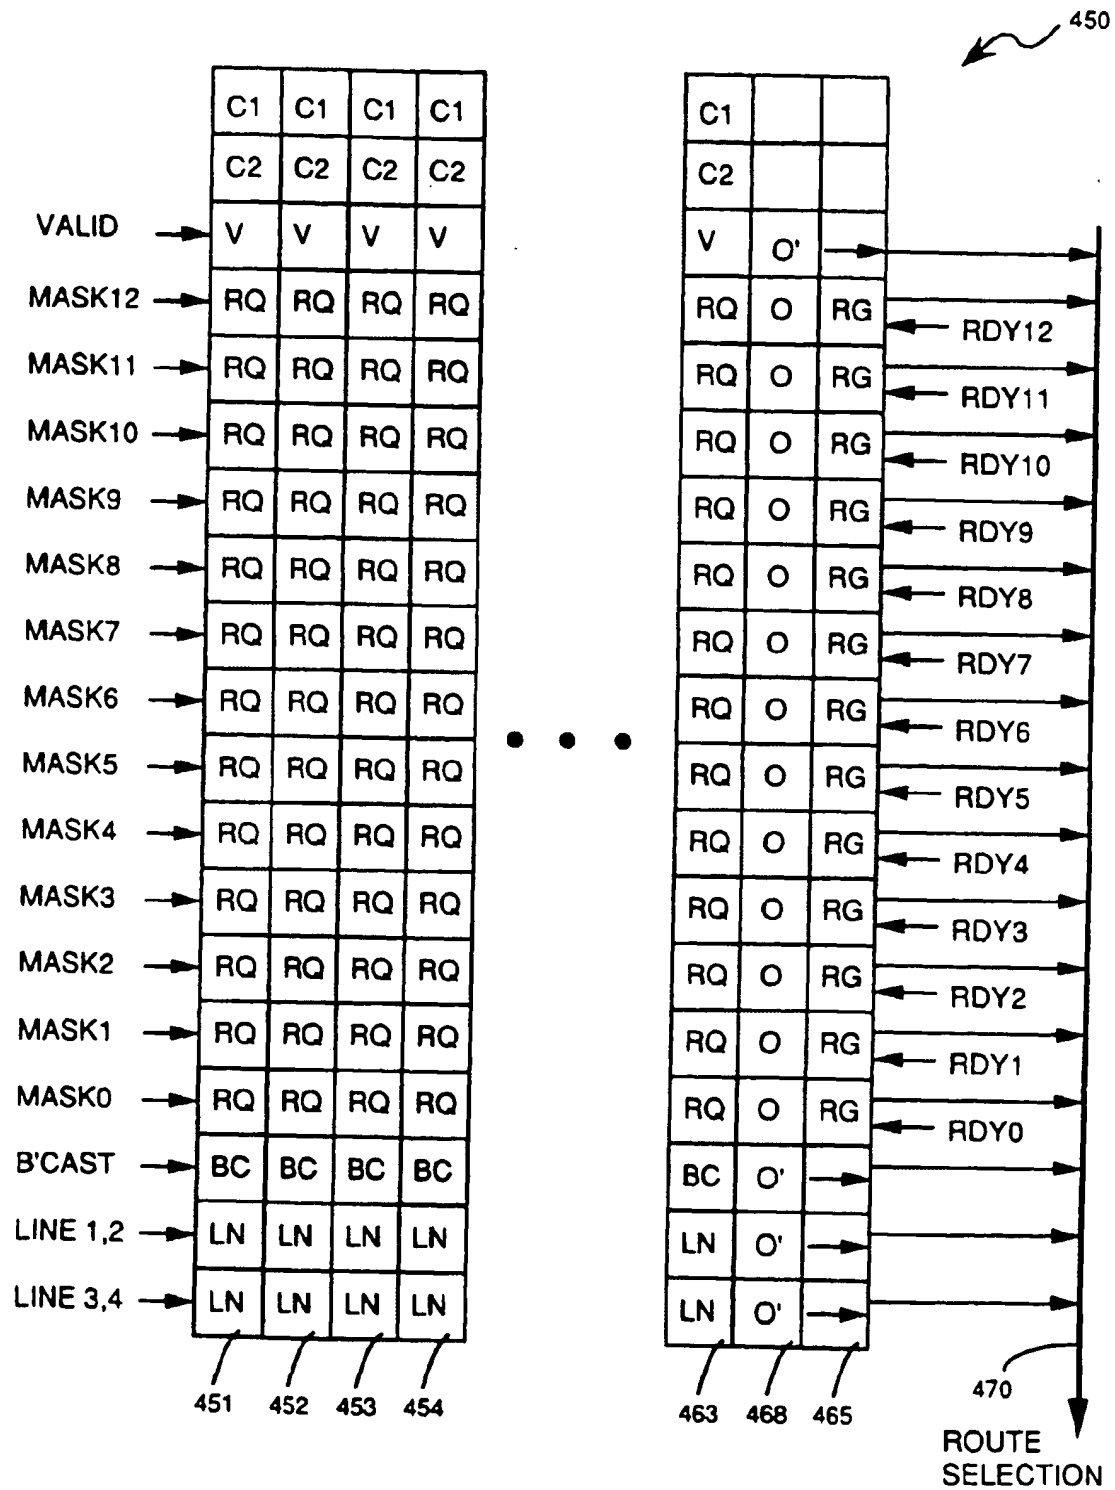 450
C1 C1 C1 C1 C1
C2 C2 C2 C2 C2
VALID V V V V V O'
MASK12 RQ RQ RQ RQ RQ O RG RDY12
MASK11 RQ RQ RQ RQ RQ O RG RDY11
MASK10 RQ RQ RQ RQ RQ O RG RDY10
MASK9 RQ RQ RQ RQ RQ O RG RDY9
MASK8 RQ RQ RQ RQ RQ O RG RDY8
MASK7 RQ RQ RQ RQ RQ O RG RDY7
MASK6 RQ RQ RQ RQ RQ O RG RDY6
MASK5 RQ RQ RQ RQ RQ O RG RDY5
MASK4 RQ RQ RQ RQ RQ O RG RDY4
MASK3 RQ RQ RQ RQ RQ O RG RDY3
MASK2 RQ RQ RQ RQ RQ O RG RDY2
MASK1 RQ RQ RQ RQ RQ O RG RDY1
MASK0 RQ RQ RQ RQ RQ O RG RDY0
B'CAST BC BC BC BC BC O'
LINE 1,2 LN LN LN LN LN O'
LINE 3,4 LN LN LN LN LN O'
451 452 453 454 463 468 465 470
ROUTE
SELECTION